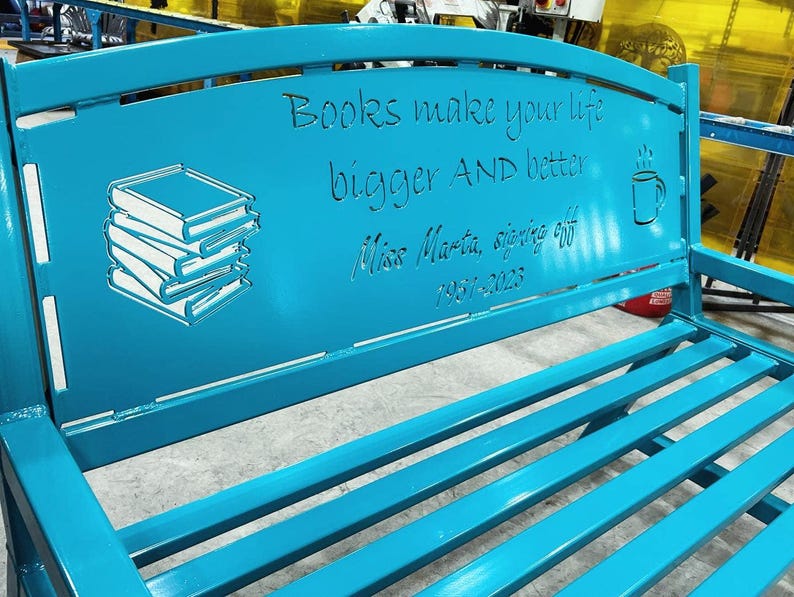 Books make your life
bigger AND better
Miss Marta, signing off
1951-2023